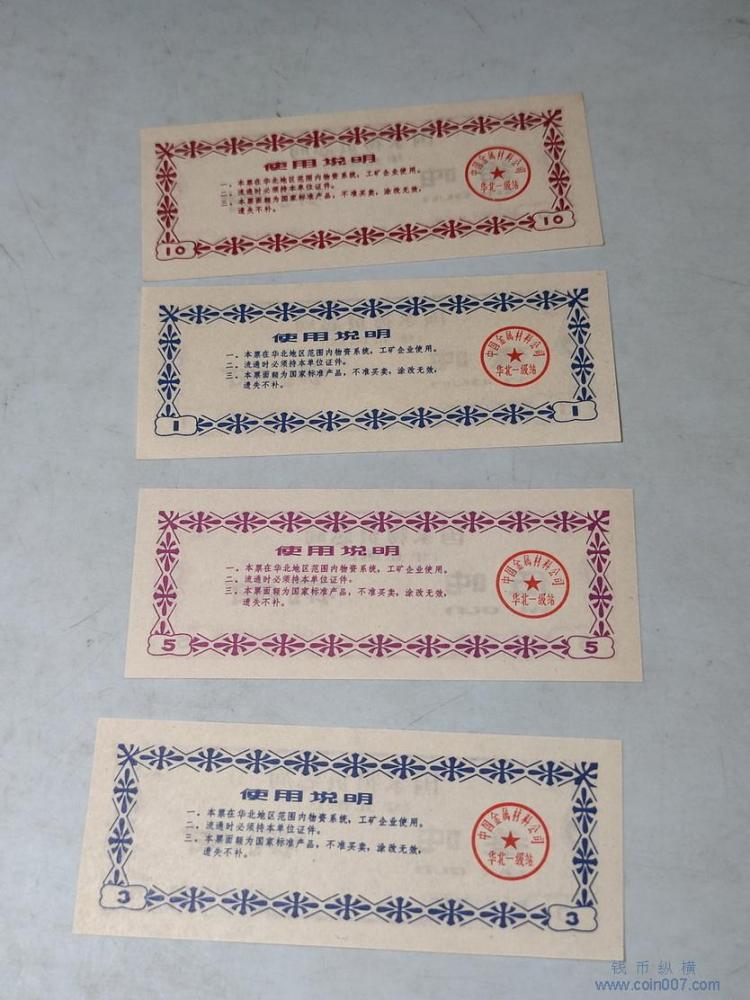 使用说明
一、本票在华北地区范围内物资系统,工矿企业使用。
二、流通时必须持本单位证件。
三、本票面额为国家标准产品,不准买卖,涂改无效,
遗失不补。
中国金属材料公司
华北一级站
10
10
使用说明
一、本票在华北地区范围内物资系统,工矿企业使用。
二、流通时必须持本单位证件。
三、本票面额为国家标准产品,不准买卖,涂改无效,
遗失不补。
中国金属材料公司
华北一级站
1
1
使用说明
一、本票在华北地区范围内物资系统,工矿企业使用。
二、流通时必须持本单位证件。
三、本票面额为国家标准产品,不准买卖,涂改无效,
遗失不补。
中国金属材料公司
华北一级站
5
5
使用说明
一、本票在华北地区范围内物资系统,工矿企业使用。
二、流通时必须持本单位证件。
三、本票面额为国家标准产品,不准买卖,涂改无效,
遗失不补。
中国金属材料公司
华北一级站
3
3
钱币纵横
www.coin007.com